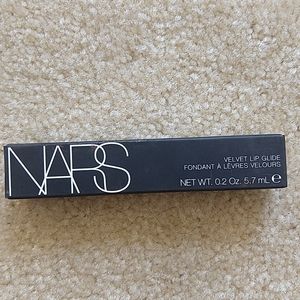 NARS
VELVET LIP GLIDE
FONDANT À LÈVRES VELOURS
NET WT. 0.2 Oz. 5.7 mL ℮